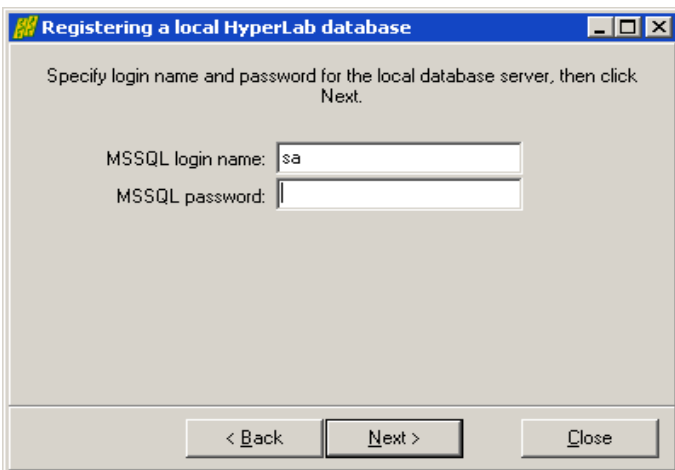 Registering a local HyperLab database
Specify login name and password for the local database server, then click
Next.
MSSQL login name: sa
MSSQL password:
< Back Next > Close